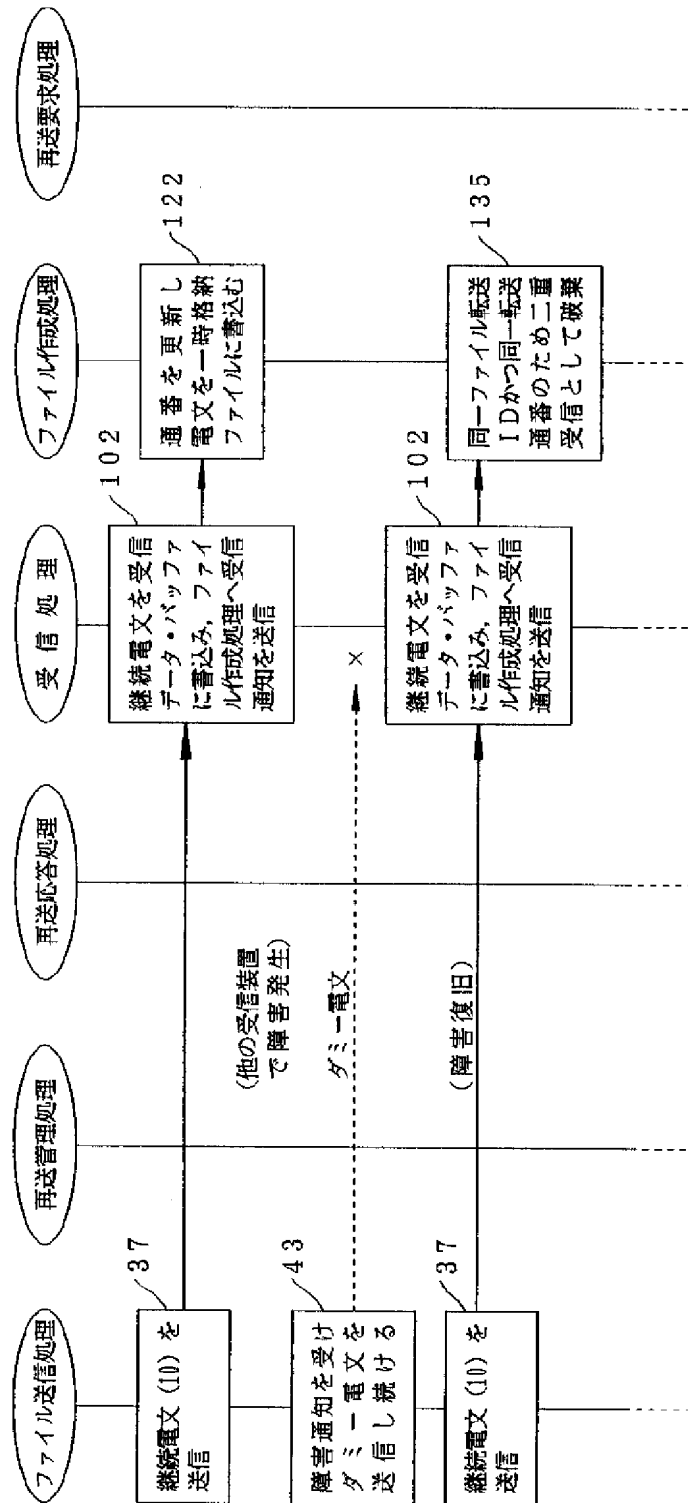 ファイル送信処理
再送管理処理
再送応答処理
受信処理
ファイル作成処理
再送要求処理
37
継続電文(10)を
送信
102
継続電文を受信
データ・バッファ
に書込み,ファイ
ル作成処理へ受信
通知を送信
122
通番を更新し
電文を一時格納
ファイルに書込む
43
障害通知を受け
ダミー電文を
送信し続ける
(他の受信装置
で障害発生)
ダミー電文
×
37
継続電文(10)を
送信
(障害復旧)
102
継続電文を受信
データ・バッファ
に書込み,ファイ
ル作成処理へ受信
通知を送信
135
同一ファイル転送
IDかつ同一転送
通番のため二重
受信として破棄